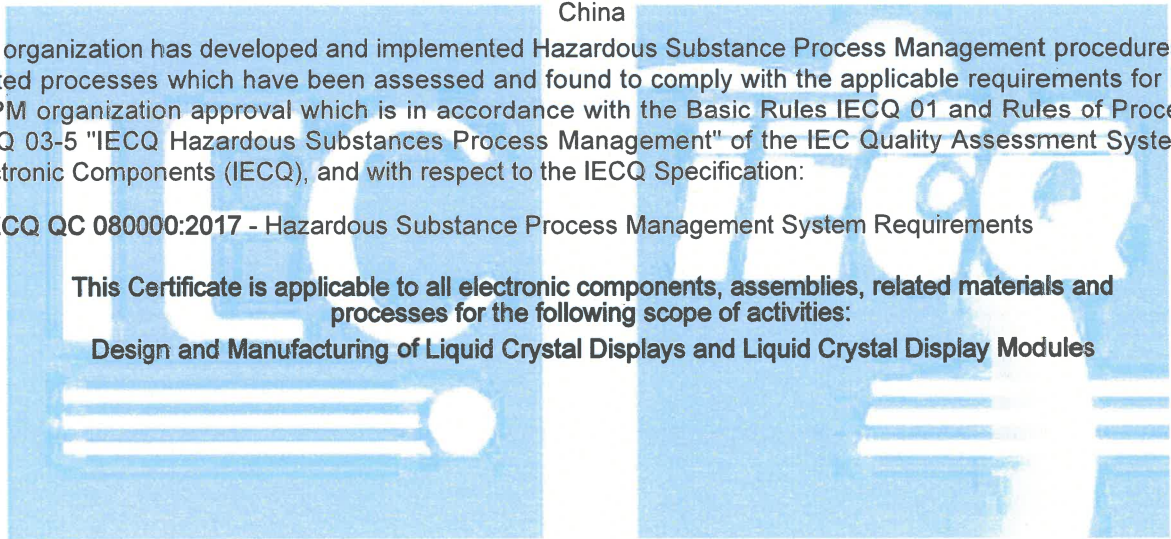 China
organization has developed and implemented Hazardous Substance Process Management procedure
ted processes which have been assessed and found to comply with the applicable requirements for
PM organization approval which is in accordance with the Basic Rules IECQ 01 and Rules of Proc
Q 03-5 "IECQ Hazardous Substances Process Management" of the IEC Quality Assessment Syste
tronic Components (IECQ), and with respect to the IECQ Specification:
CQ QC 080000:2017 - Hazardous Substance Process Management System Requirements
This Certificate is applicable to all electronic components, assemblies, related materials and
processes for the following scope of activities:
Design and Manufacturing of Liquid Crystal Displays and Liquid Crystal Display Modules
IEC IECQ